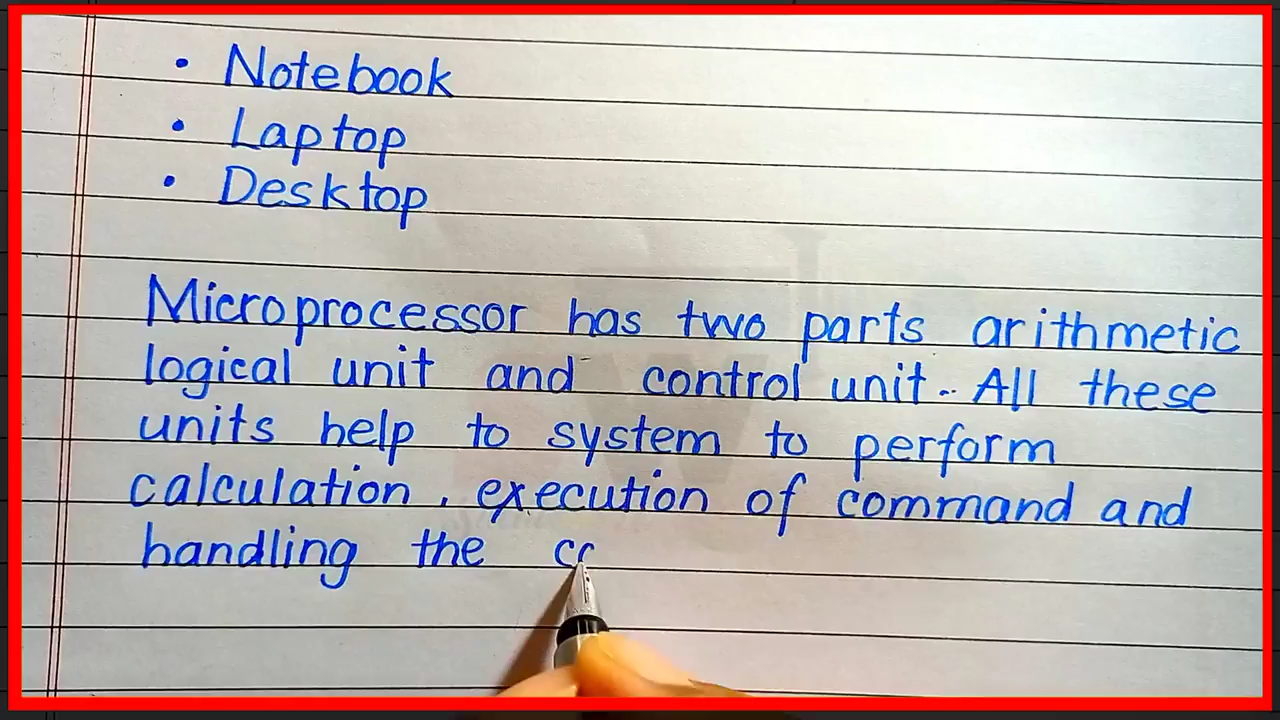 • Notebook
• Laptop
• Desktop
Microprocessor has two parts arithmetic
logical unit and control unit. All these
units help to system to perform
calculation, execution of command and
handling the